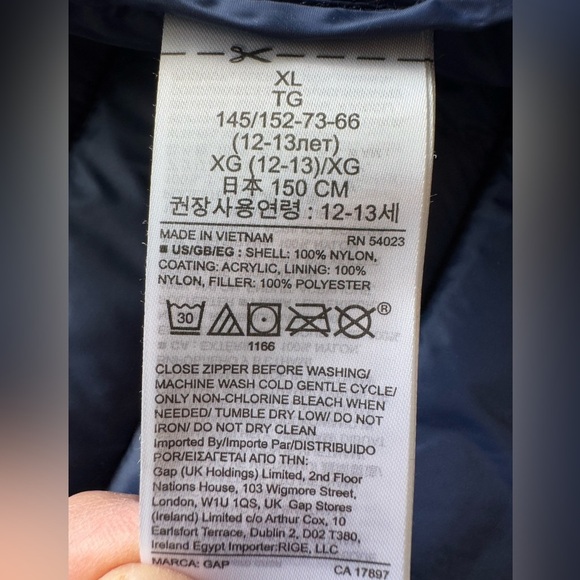 XL
TG
145/152-73-66
(12-13лет)
XG (12-13)/XG
日本 150 CM
권장사용연령 : 12-13세
MADE IN VIETNAM RN 54023
■ US/GB/EG : SHELL: 100% NYLON,
COATING: ACRYLIC, LINING: 100%
NYLON, FILLER: 100% POLYESTER
30
®
1166
CLOSE ZIPPER BEFORE WASHING/
MACHINE WASH COLD GENTLE CYCLE/
ONLY NON-CHLORINE BLEACH WHEN
NEEDED/ TUMBLE DRY LOW/ DO NOT
IRON/ DO NOT DRY CLEAN
Imported By/Importe Par/DISTRIBUIDO
POR/ΕΙΣΑΓΕΤΑΙ ΑΠΟ ΤΗΝ:
Gap (UK Holdings) Limited, 2nd Floor
Nations House, 103 Wigmore Street,
London, W1U 1QS, UK Gap Stores
(Ireland) Limited c/o Arthur Cox, 10
Earlsfort Terrace, Dublin 2, D02 T380,
Ireland Egypt Importer:RIGE, LLC
MARCA: GAP CA 17897